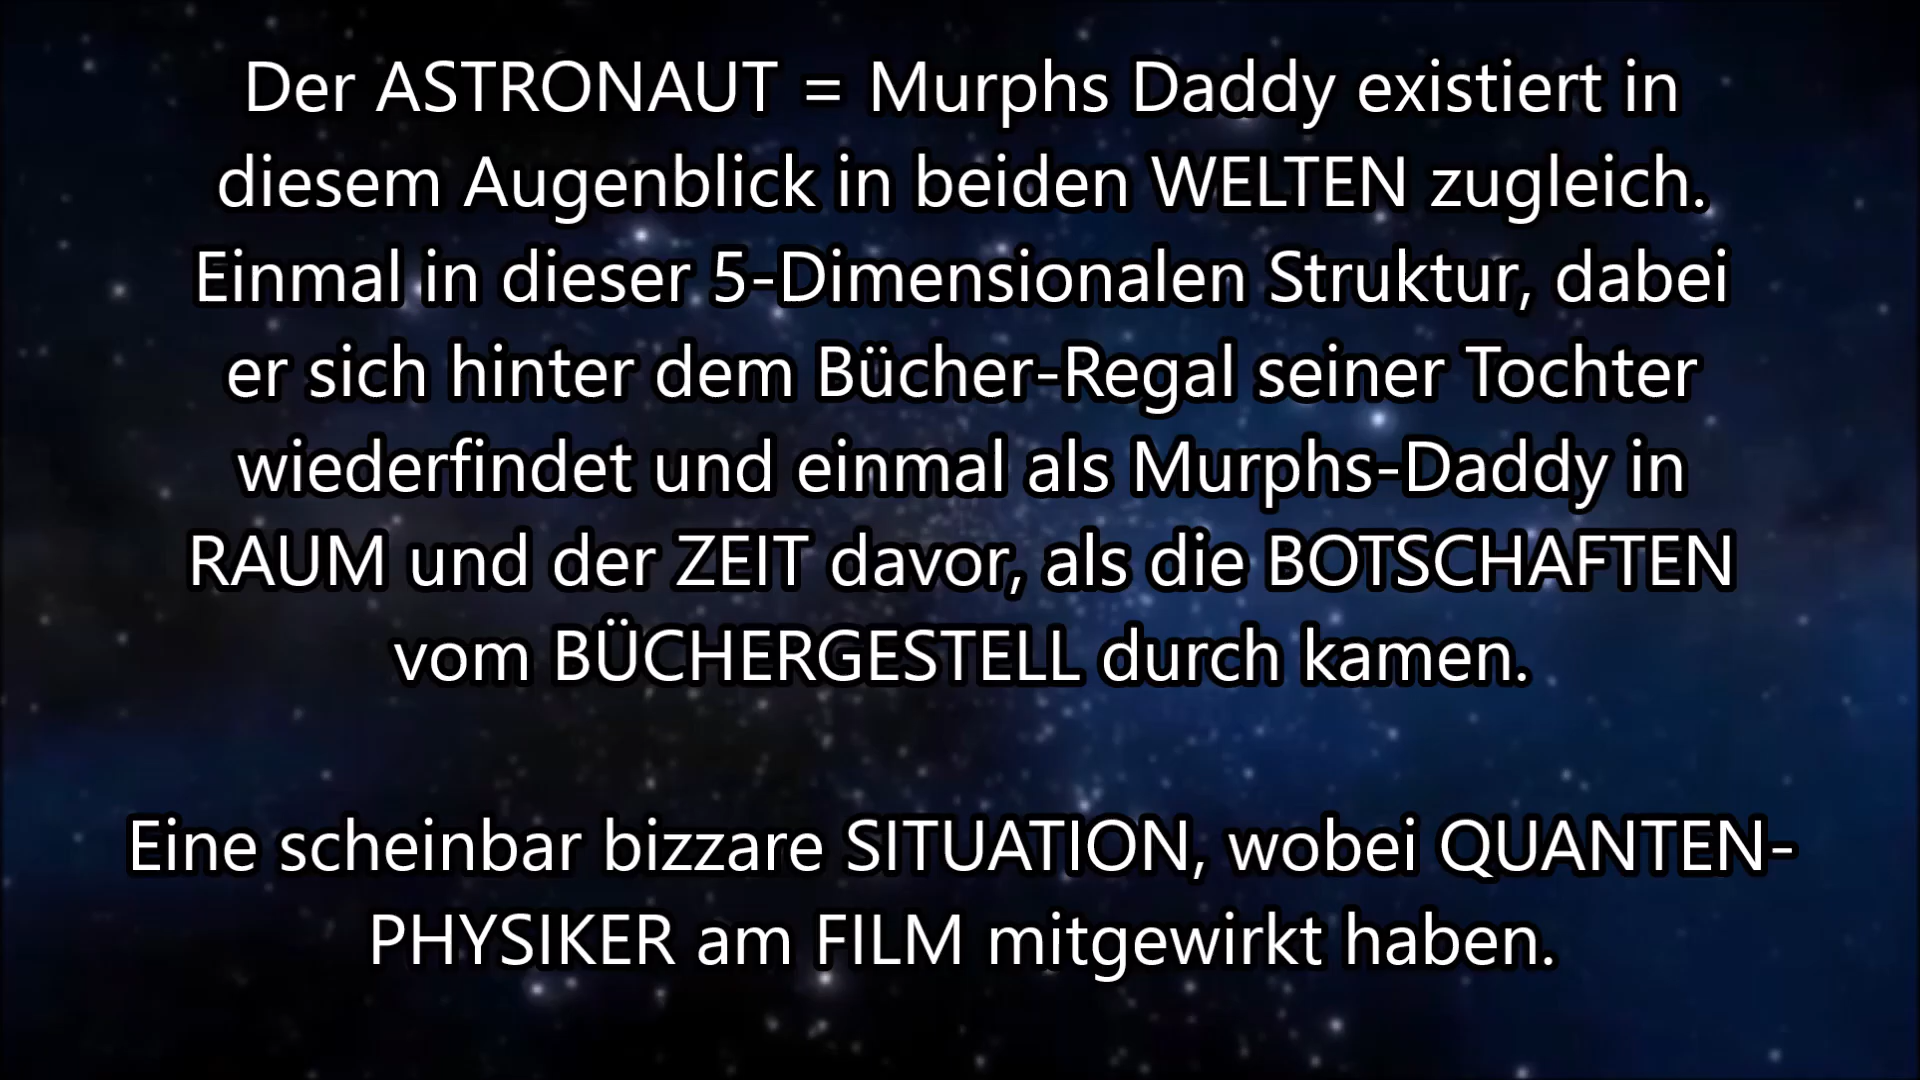 Der ASTRONAUT = Murphs Daddy existiert in
diesem Augenblick in beiden WELTEN zugleich.
Einmal in dieser 5-Dimensionalen Struktur, dabei
er sich hinter dem Bücher-Regal seiner Tochter
wiederfindet und einmal als Murphs-Daddy in
RAUM und der ZEIT davor, als die BOTSCHAFTEN
vom BÜCHERGESTELL durch kamen.
Eine scheinbar bizzare SITUATION, wobei QUANTEN-
PHYSIKER am FILM mitgewirkt haben.